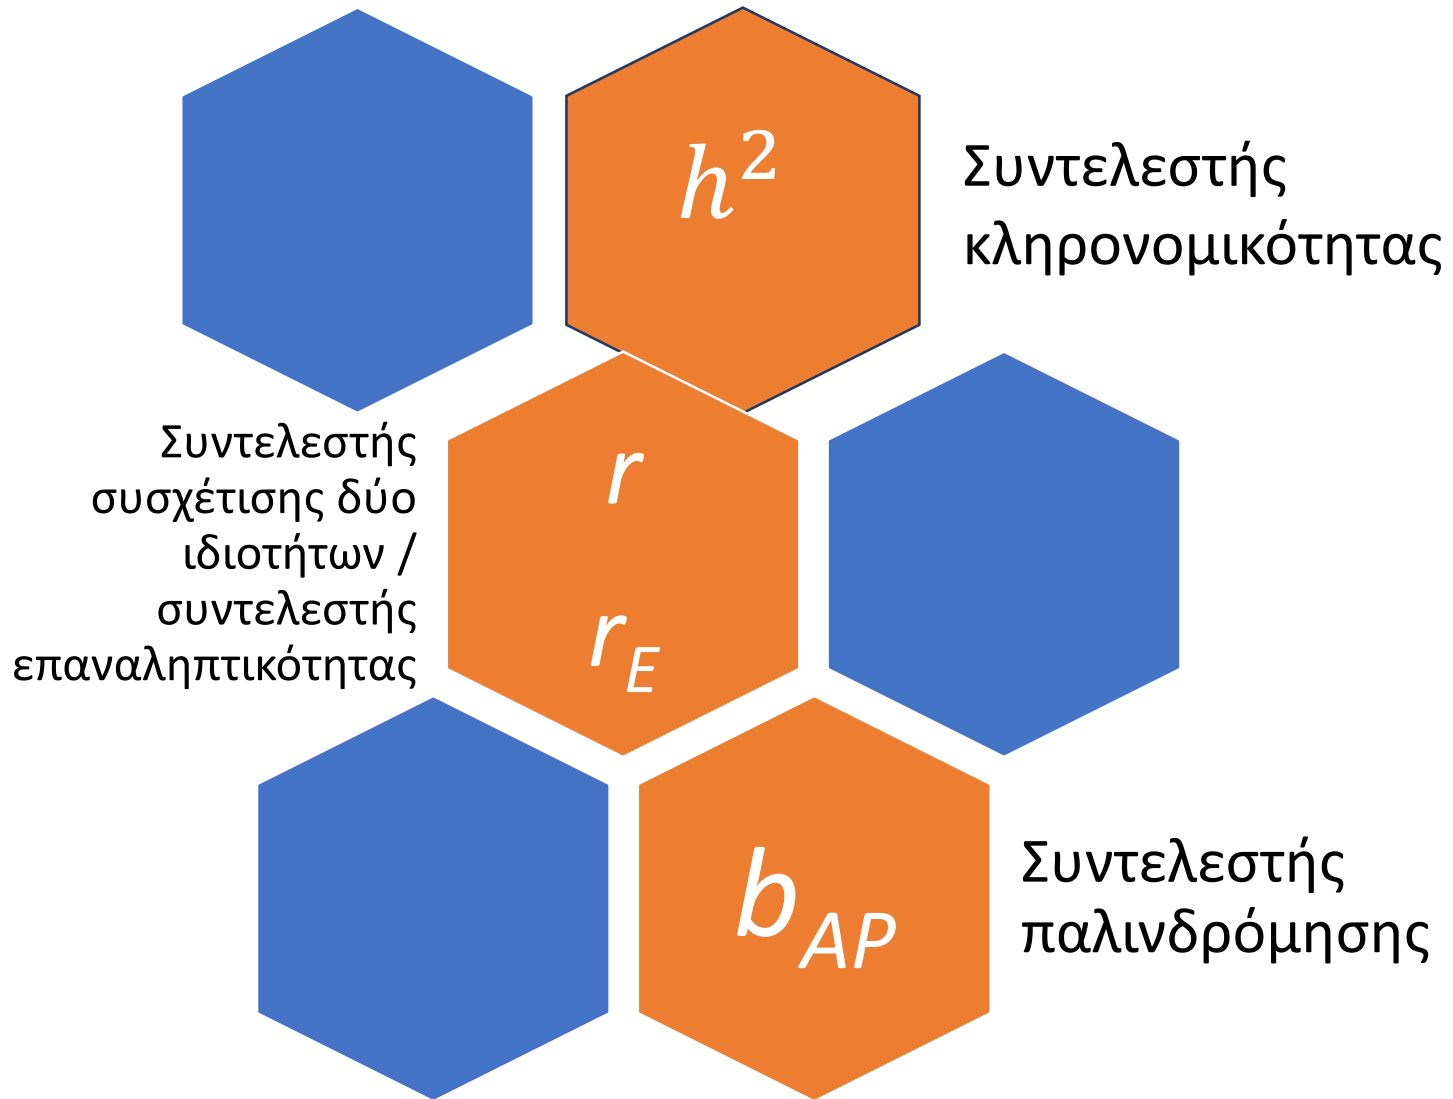 h²
Συντελεστής
κληρονομικότητας
Συντελεστής
συσχέτισης δύο
ιδιοτήτων /
συντελεστής
επαναληπτικότητας
r
r_E
b_AP
Συντελεστής
παλινδρόμησης